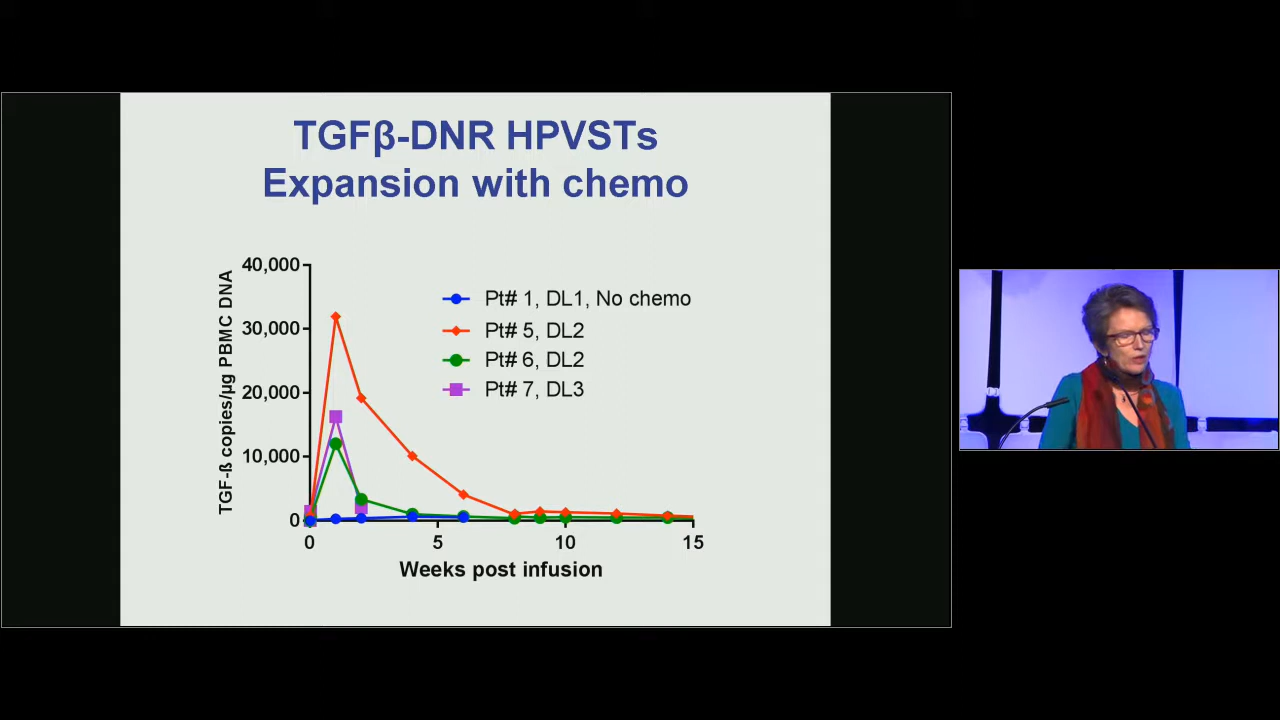 TGFβ-DNR HPVSTs
Expansion with chemo
TGF-ß copies/µg PBMC DNA
40,000
30,000
20,000
10,000
0
Pt# 1, DL1, No chemo
Pt# 5, DL2
Pt# 6, DL2
Pt# 7, DL3
0 5 10 15
Weeks post infusion